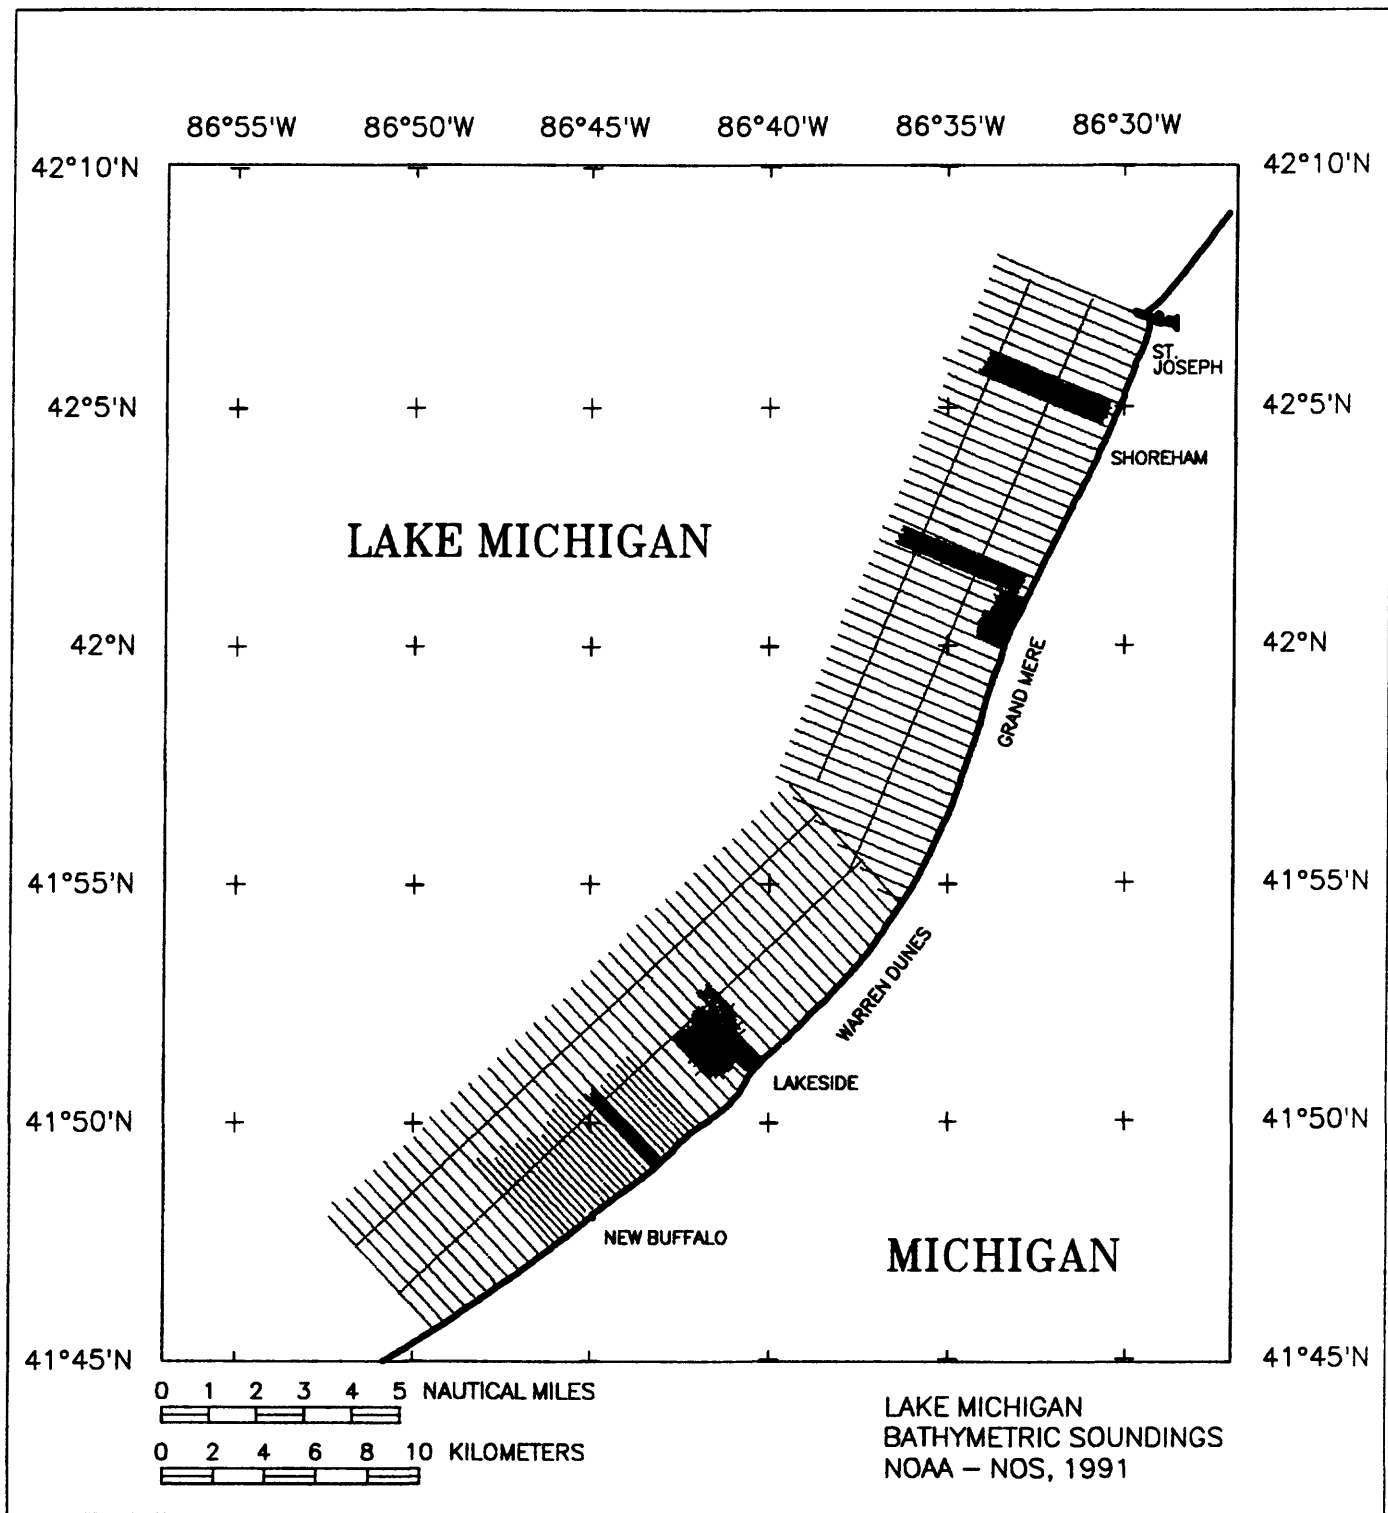 86°55'W 86°50'W 86°45'W 86°40'W 86°35'W 86°30'W
42°10'N 42°10'N
ST.
JOSEPH
42°5'N 42°5'N
SHOREHAM
LAKE MICHIGAN
42°N 42°N
GRAND MERE
41°55'N 41°55'N
WARREN DUNES
LAKESIDE
41°50'N 41°50'N
NEW BUFFALO
MICHIGAN
41°45'N 41°45'N
0 1 2 3 4 5 NAUTICAL MILES
0 2 4 6 8 10 KILOMETERS
LAKE MICHIGAN
BATHYMETRIC SOUNDINGS
NOAA – NOS, 1991